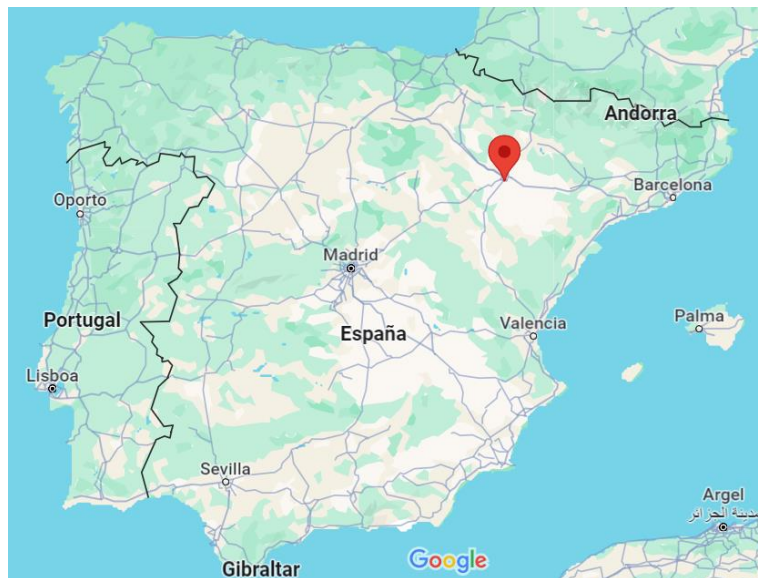 Andorra
Oporto
Barcelona
Madrid
Portugal
España
Valencia
Palma
Lisboa
Sevilla
Argel
مدينة الجزائر
Google
Gibraltar